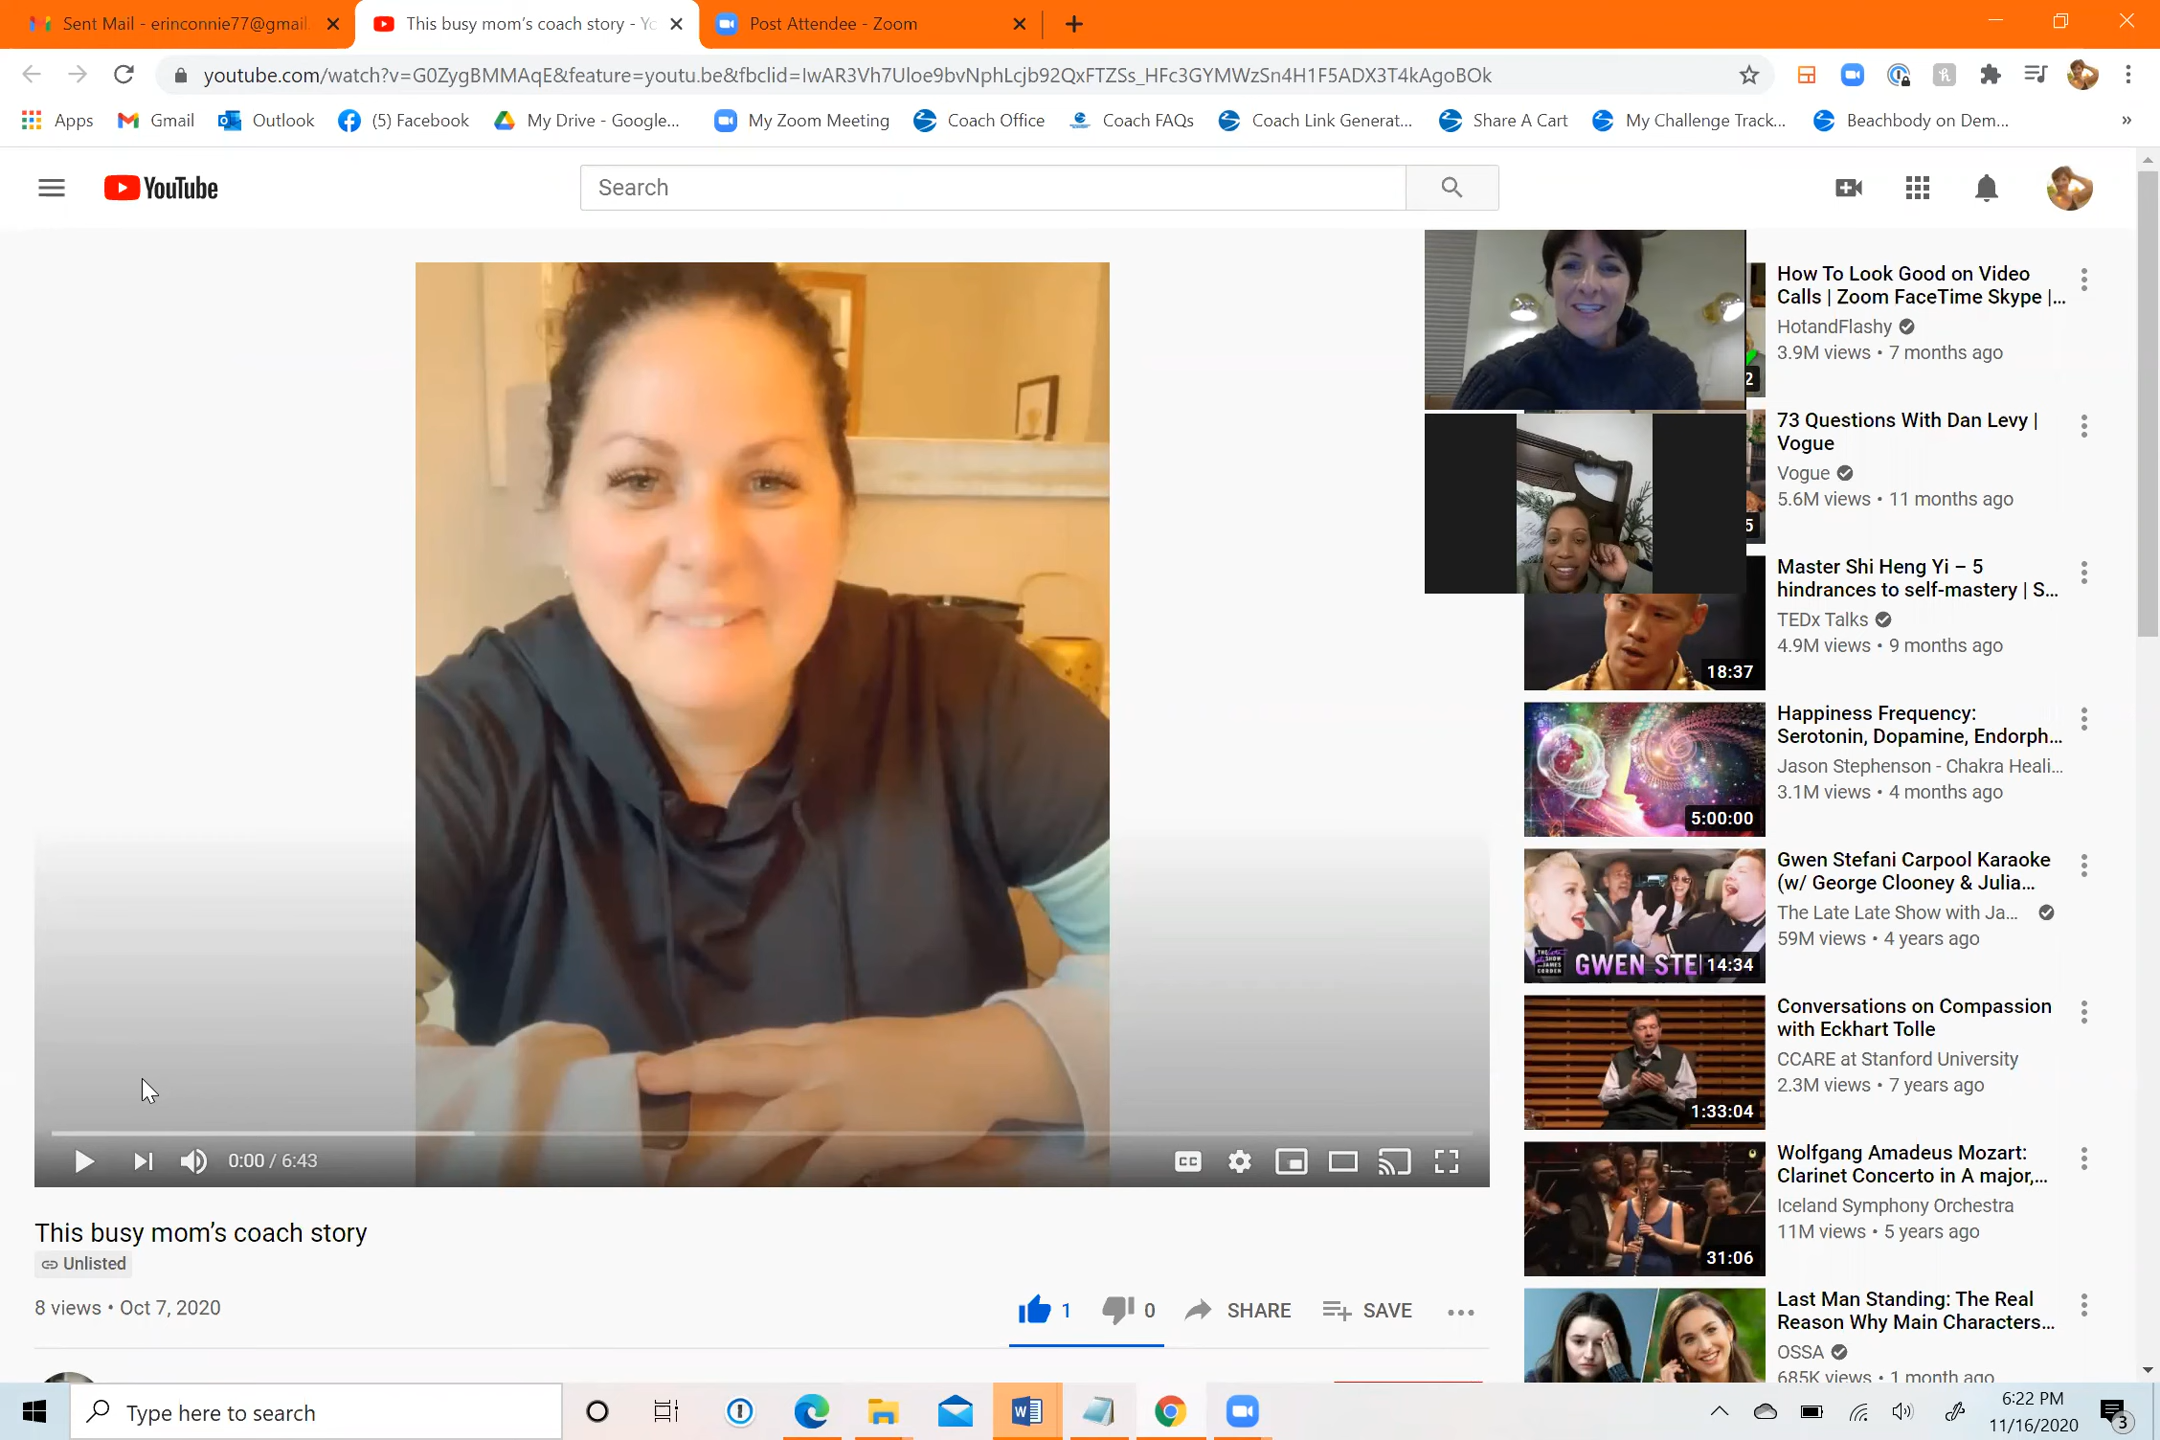 Sent Mail - erinconnie77@gmail.
This busy mom's coach story - Yo
Post Attendee - Zoom
youtube.com/watch?v=G0ZygBMMAqE&feature=youtu.be&fbclid=IwAR3Vh7Uloe9bvNphLcjb92QxFTZSs_HFc3GYMWzSn4H1F5ADX3T4kAgoBOk
Apps
Gmail
Outlook
(5) Facebook
My Drive - Google...
My Zoom Meeting
Coach Office
Coach FAQs
Coach Link Generat...
Share A Cart
My Challenge Track...
Beachbody on Dem...
»
YouTube
Search
How To Look Good on Video
Calls | Zoom FaceTime Skype |...
HotandFlashy
3.9M views • 7 months ago
2
73 Questions With Dan Levy |
Vogue
Vogue
5.6M views • 11 months ago
5
Master Shi Heng Yi – 5
hindrances to self-mastery | S...
TEDx Talks
4.9M views • 9 months ago
18:37
Happiness Frequency:
Serotonin, Dopamine, Endorph...
Jason Stephenson - Chakra Heali...
3.1M views • 4 months ago
5:00:00
Gwen Stefani Carpool Karaoke
(w/ George Clooney & Julia...
The Late Late Show with Ja...
59M views • 4 years ago
GWEN STE
14:34
Conversations on Compassion
with Eckhart Tolle
CCARE at Stanford University
2.3M views • 7 years ago
1:33:04
Wolfgang Amadeus Mozart:
Clarinet Concerto in A major,...
Iceland Symphony Orchestra
11M views • 5 years ago
31:06
Last Man Standing: The Real
Reason Why Main Characters...
OSSA
685K views • 1 month ago
0:00 / 6:43
CC
This busy mom's coach story
Unlisted
8 views • Oct 7, 2020
1
0
SHARE
SAVE
Type here to search
6:22 PM
11/16/2020
3